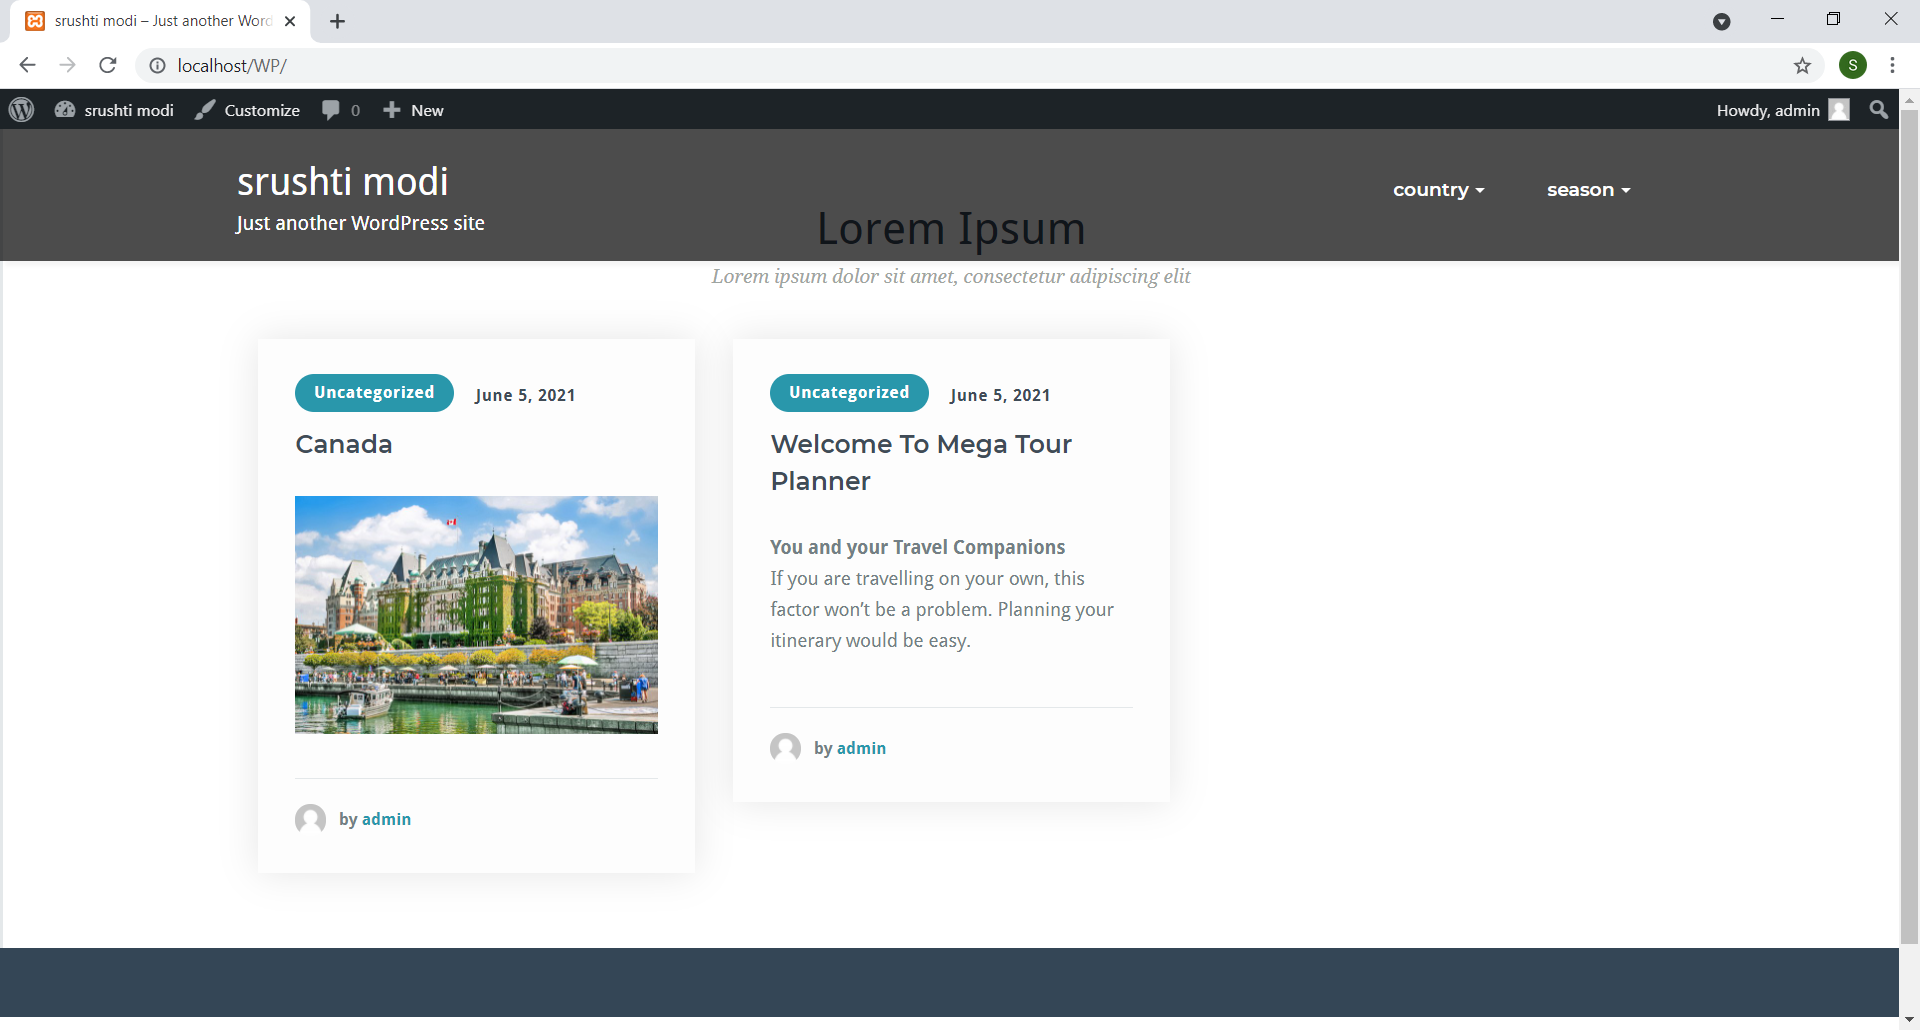 srushti modi – Just another Word
localhost/WP/
S
srushti modi
Customize
0
New
Howdy, admin
srushti modi
Just another WordPress site
country
season
Lorem Ipsum
Lorem ipsum dolor sit amet, consectetur adipiscing elit
Uncategorized
June 5, 2021
Canada
by admin
Uncategorized
June 5, 2021
Welcome To Mega Tour
Planner
You and your Travel Companions
If you are travelling on your own, this
factor won’t be a problem. Planning your
itinerary would be easy.
by admin